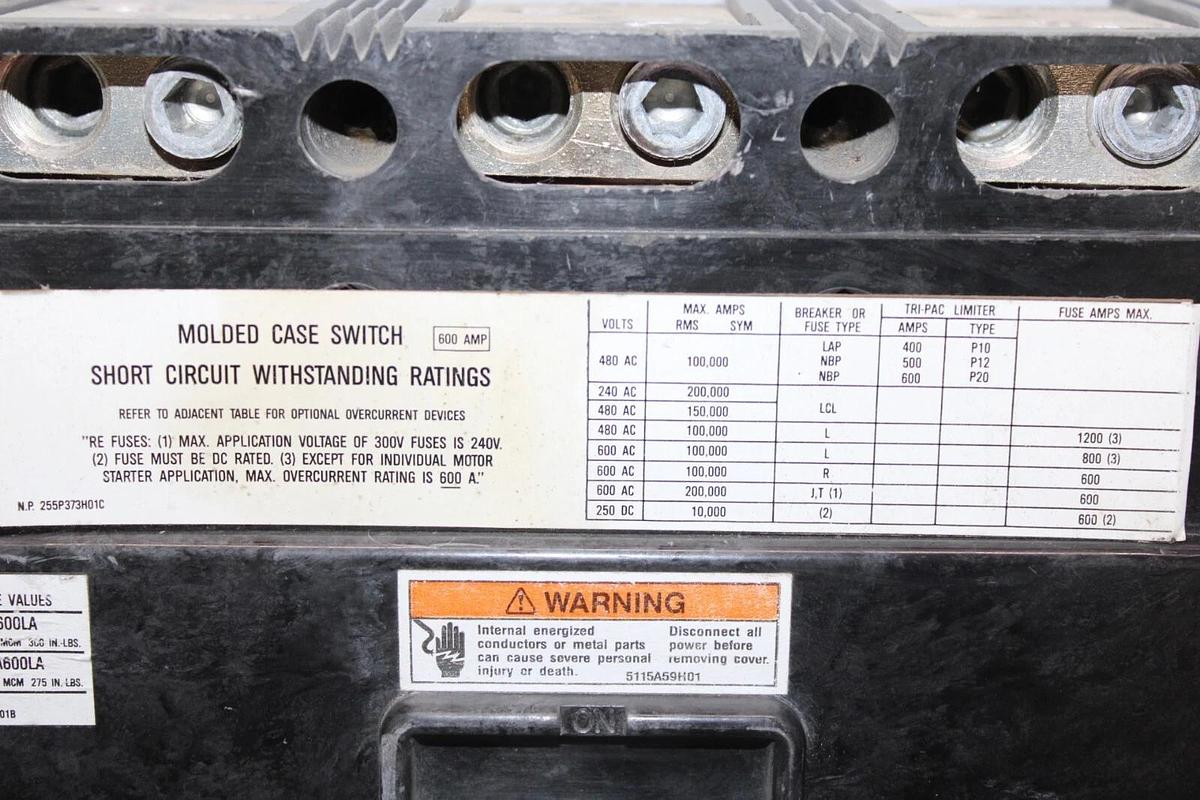 MOLDED CASE SWITCH 600 AMP
SHORT CIRCUIT WITHSTANDING RATINGS
REFER TO ADJACENT TABLE FOR OPTIONAL OVERCURRENT DEVICES
"RE FUSES: (1) MAX. APPLICATION VOLTAGE OF 300V FUSES IS 240V.
(2) FUSE MUST BE DC RATED. (3) EXCEPT FOR INDIVIDUAL MOTOR
STARTER APPLICATION, MAX. OVERCURRENT RATING IS 600 A."
N.P. 255P373H01C
VOLTS MAX. AMPS RMS SYM BREAKER OR FUSE TYPE TRI-PAC LIMITER AMPS TYPE FUSE AMPS MAX.
480 AC 100,000 LAP 400 P10
NBP 500 P12
NBP 600 P20
240 AC 200,000 LCL
480 AC 150,000
480 AC 100,000 L 1200 (3)
600 AC 100,000 L 800 (3)
600 AC 100,000 R 600
600 AC 200,000 J,T (1) 600
250 DC 10,000 (2) 600 (2)
VALUES
600LA
MCM 300 IN.-LBS.
A600LA
MCM 275 IN.-LBS.
01B
WARNING
Internal energized
conductors or metal parts
can cause severe personal
injury or death.
Disconnect all
power before
removing cover.
5115A59H01
ON